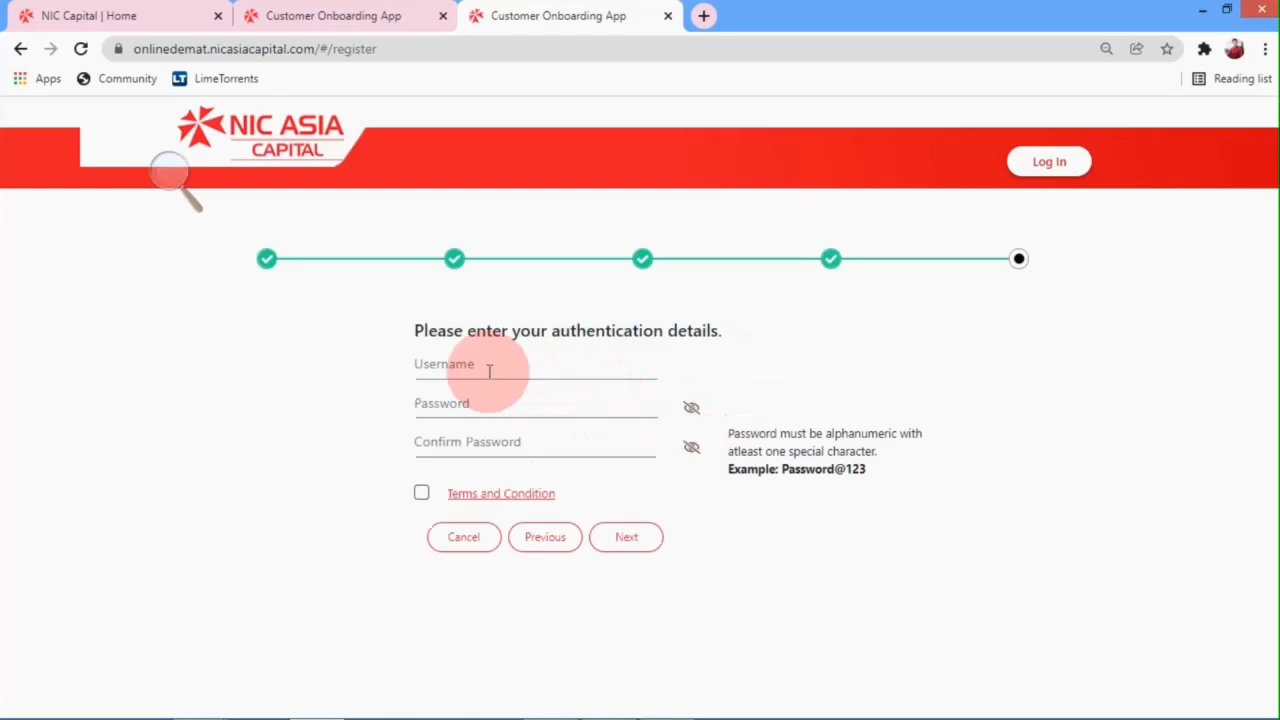 NIC Capital | Home
Customer Onboarding App
Customer Onboarding App
onlinedemat.nicasiacapital.com/#/register
Apps
Community
LT
LimeTorrents
Reading list
NIC ASIA
CAPITAL
Log In
Please enter your authentication details.
Username
Password
Confirm Password
Password must be alphanumeric with
atleast one special character.
Example: Password@123
Terms and Condition
Cancel
Previous
Next